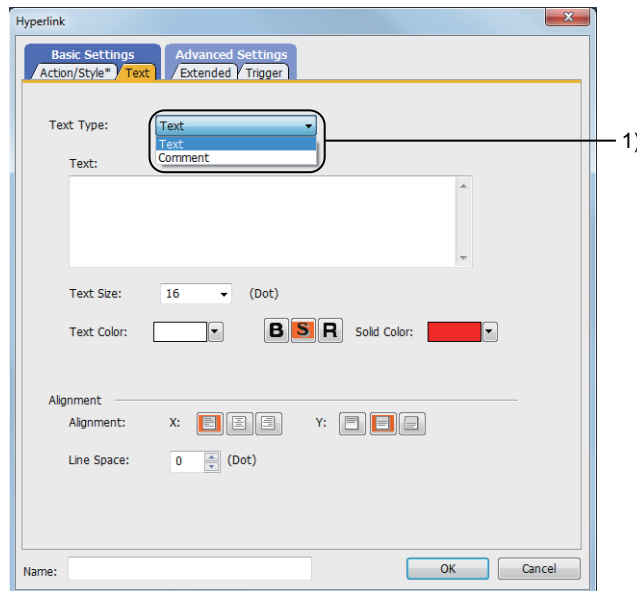 Hyperlink
Basic Settings Advanced Settings
Action/Style* Text Extended Trigger
Text Type: Text
Text
Comment
1)
Text:
Text Size: 16 (Dot)
Text Color: B S R Solid Color:
Alignment
Alignment: X: Y:
Line Space: 0 (Dot)
Name: OK Cancel